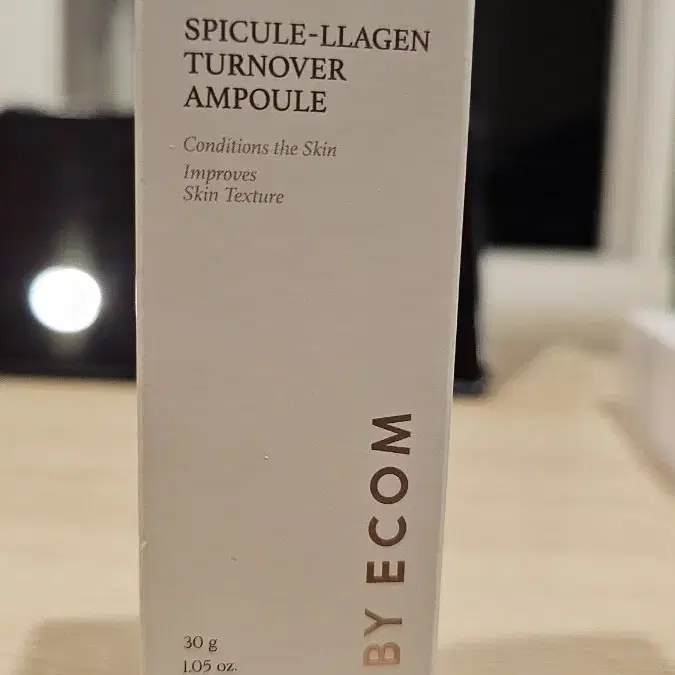 SPICULE-LLAGEN
TURNOVER
AMPOULE
Conditions the Skin
Improves
Skin Texture
BY ECOM
30 g
1.05 oz.